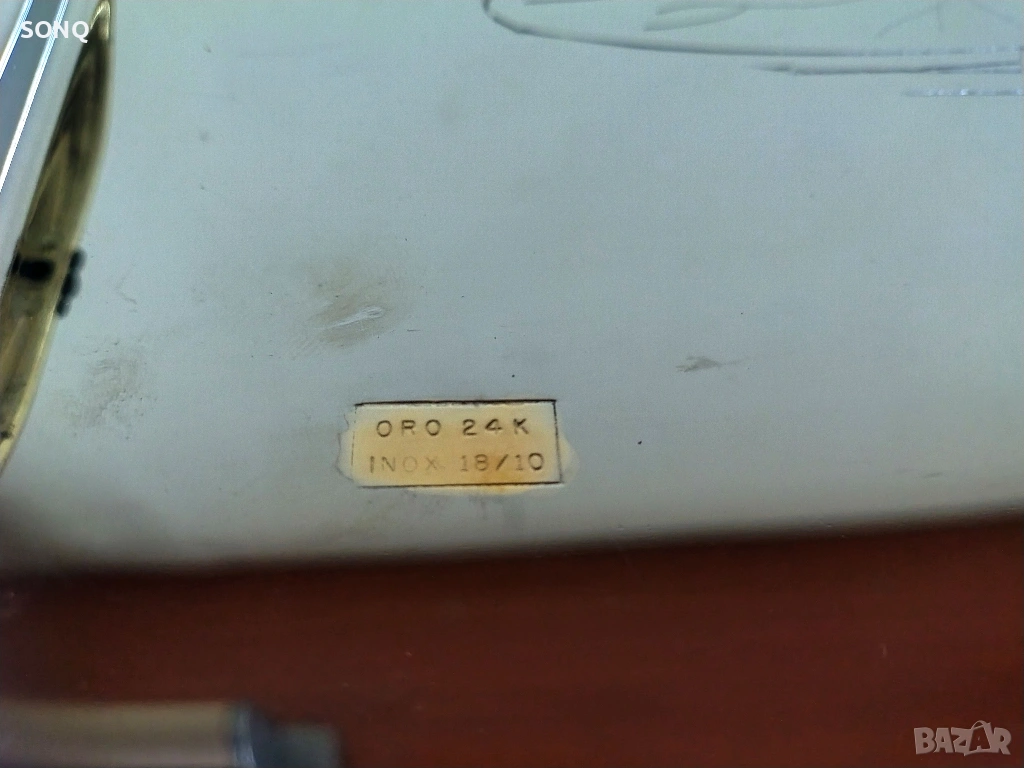 SONQ
ORO 24K
INOX 18/10
BAZAR